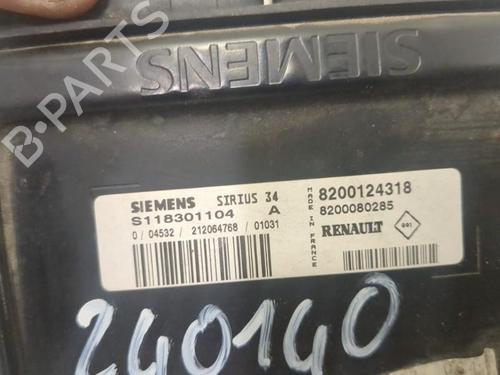 SIEMENS
B-PARTS
SIEMENS SIRIUS 34
S118301104 A
0 / 04532 / 212064768 / 01031
MADE IN FRANCE
8200124318
8200080285
RENAULT
240140